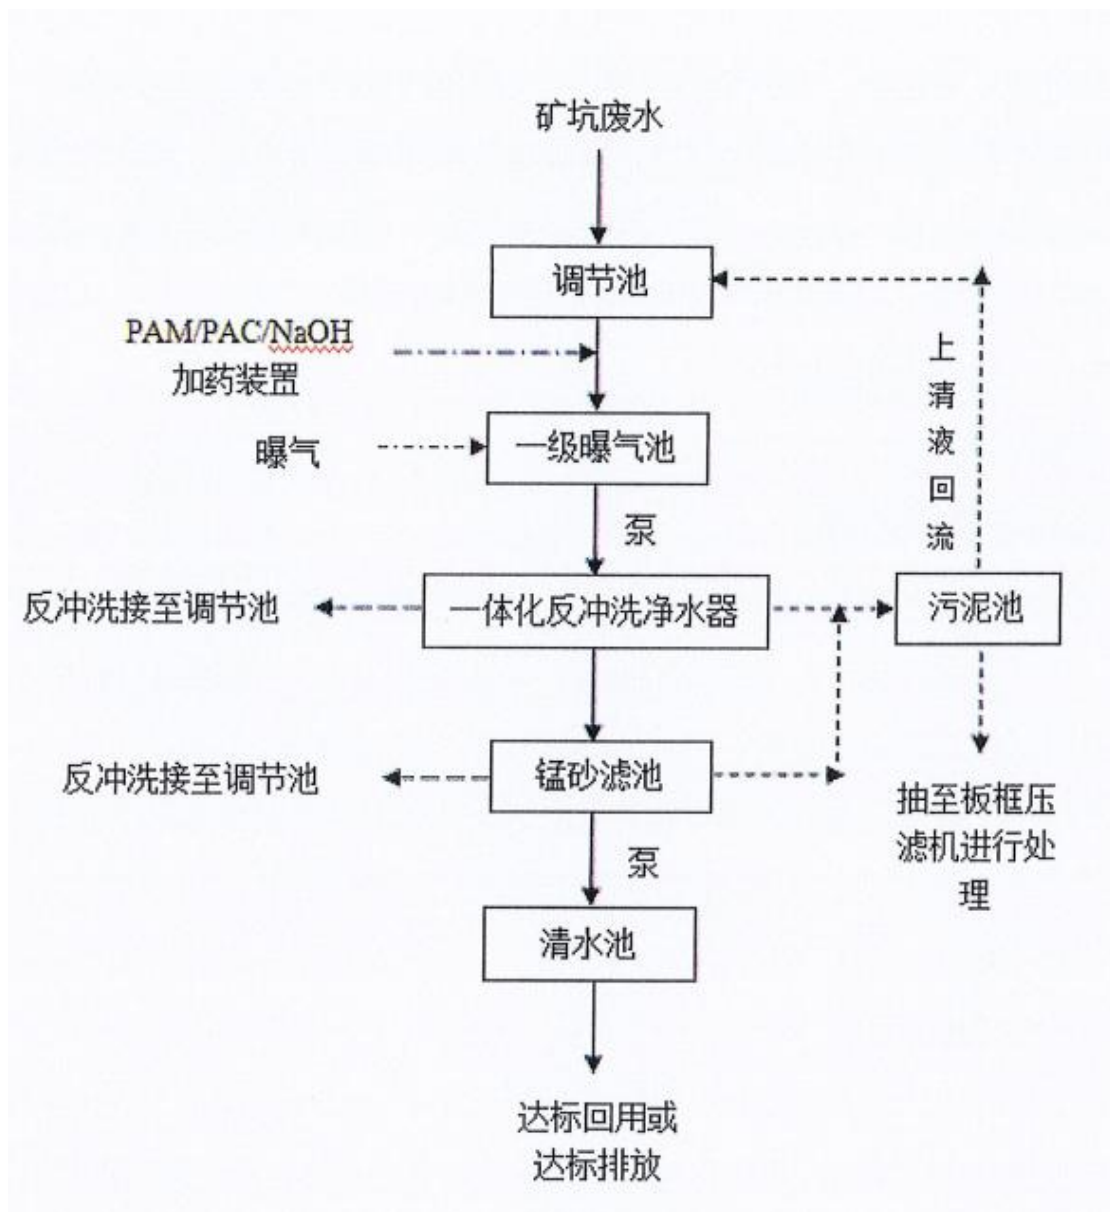 矿坑废水
调节池
PAM/PAC/NaOH
加药装置
上清液回流
曝气
一级曝气池
泵
反冲洗接至调节池
一体化反冲洗净水器
污泥池
反冲洗接至调节池
锰砂滤池
抽至板框压
滤机进行处
理
泵
清水池
达标回用或
达标排放